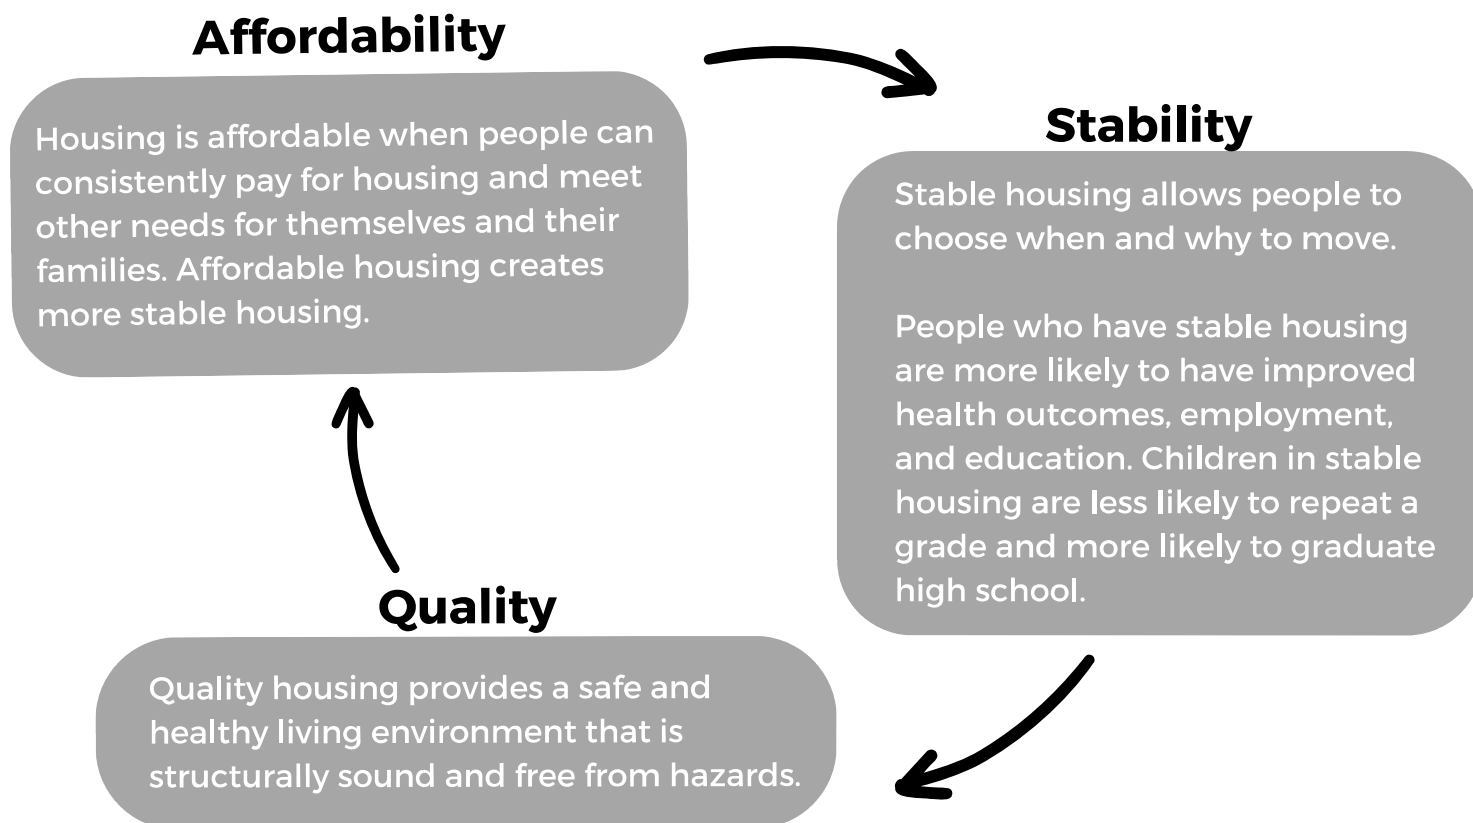 Affordability
Housing is affordable when people can
consistently pay for housing and meet
other needs for themselves and their
families. Affordable housing creates
more stable housing.
Stability
Stable housing allows people to
choose when and why to move.
People who have stable housing
are more likely to have improved
health outcomes, employment,
and education. Children in stable
housing are less likely to repeat a
grade and more likely to graduate
high school.
Quality
Quality housing provides a safe and
healthy living environment that is
structurally sound and free from hazards.